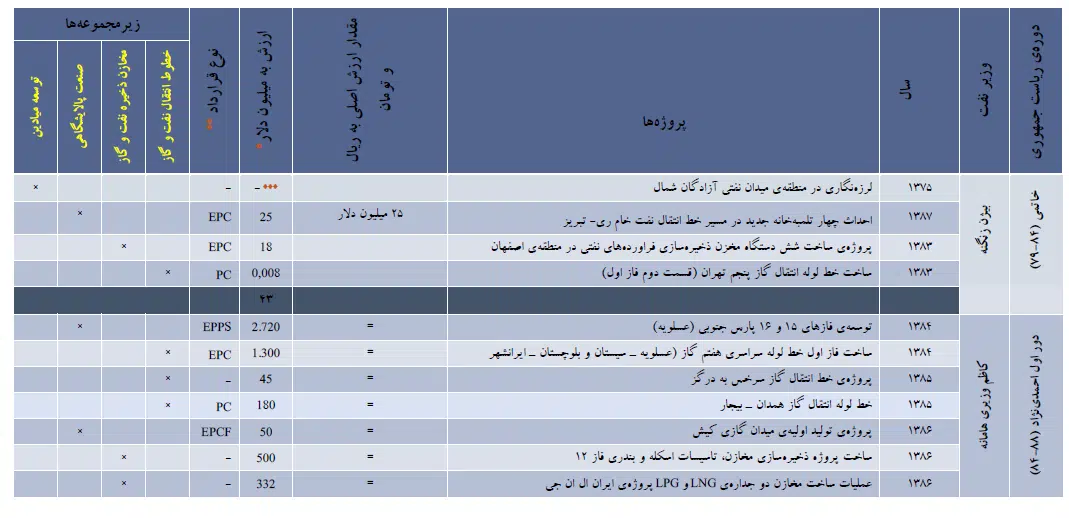 دوره‌ی ریاست جمهوری | وزیر نفت | سال | پروژه‌ها | مقدار ارزش اصلی به ریال و تومان | ارزش به میلیون دلار * | نوع قرارداد ** | زیرمجموعه‌ها
خطوط انتقال نفت و گاز | مخازن ذخیره نفت و گاز | صنعت پالایشگاهی | توسعه میادین
خاتمی (۸۴-۷۹) | بیژن زنگنه
۱۳۷۵ | لرزه‌نگاری در منطقه‌ی میدان نفتی آزادگان شمال | *** - | - | ×
۱۳۸۷ | احداث چهار تلمبه‌خانه جدید در مسیر خط انتقال نفت خام ری- تبریز | ۲۵ میلیون دلار | 25 | EPC | ×
۱۳۸۳ | پروژه‌ی ساخت شش دستگاه مخزن ذخیره‌سازی فراورده‌های نفتی در منطقه‌ی اصفهان | 18 | EPC | ×
۱۳۸۳ | ساخت خط لوله انتقال گاز پنجم تهران (قسمت دوم فاز اول) | 0,008 | PC | ×
۴۳
دور اول احمدی‌نژاد (۸۸-۸۴) | کاظم وزیری هامانه
۱۳۸۴ | توسعه‌ی فازهای ۱۵ و ۱۶ پارس جنوبی (عسلویه) | = | 2.720 | EPPS | ×
۱۳۸۴ | ساخت فاز اول خط لوله سراسری هفتم گاز (عسلویه ـ سیستان و بلوچستان ـ ایرانشهر | = | 1.300 | EPC | ×
۱۳۸۵ | پروژه‌ی خط انتقال گاز سرخس به درگز | = | 45 | - | ×
۱۳۸۵ | خط لوله انتقال گاز همدان ـ بیجار | = | 180 | PC | ×
۱۳۸۶ | پروژه‌ی تولید اولیه‌ی میدان گازی کیش | = | 50 | EPCF | ×
۱۳۸۶ | ساخت پروژه ذخیره‌سازی مخازن، تاسیسات اسکله و بندری فاز ۱۲ | = | 500 | - | ×
۱۳۸۶ | عملیات ساخت مخازن دو جداره‌ی LNG و LPG پروژه‌ی ایران ال ان جی | = | 332 | - | ×